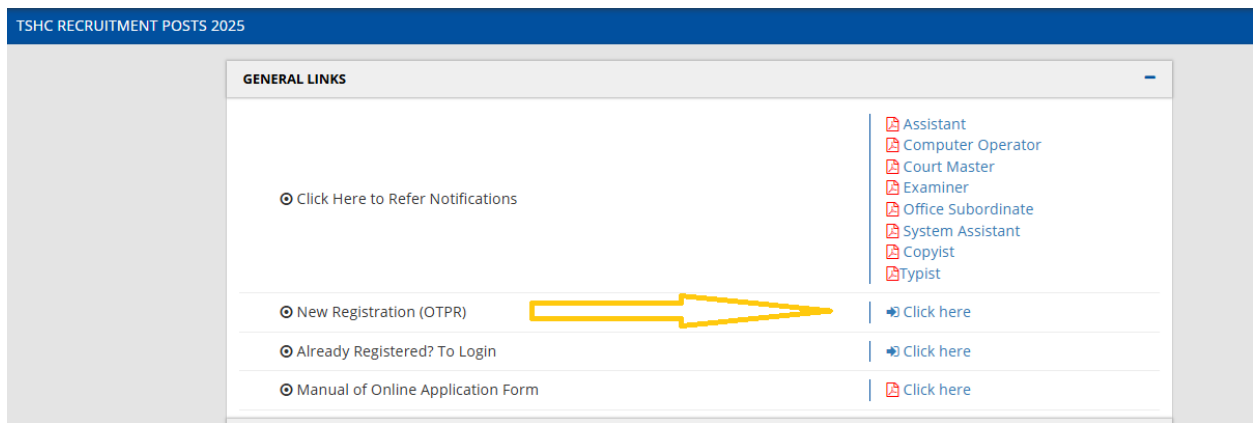 TSHC RECRUITMENT POSTS 2025
GENERAL LINKS
Click Here to Refer Notifications
Assistant
Computer Operator
Court Master
Examiner
Office Subordinate
System Assistant
Copyist
Typist
New Registration (OTPR) Click here
Already Registered? To Login Click here
Manual of Online Application Form Click here